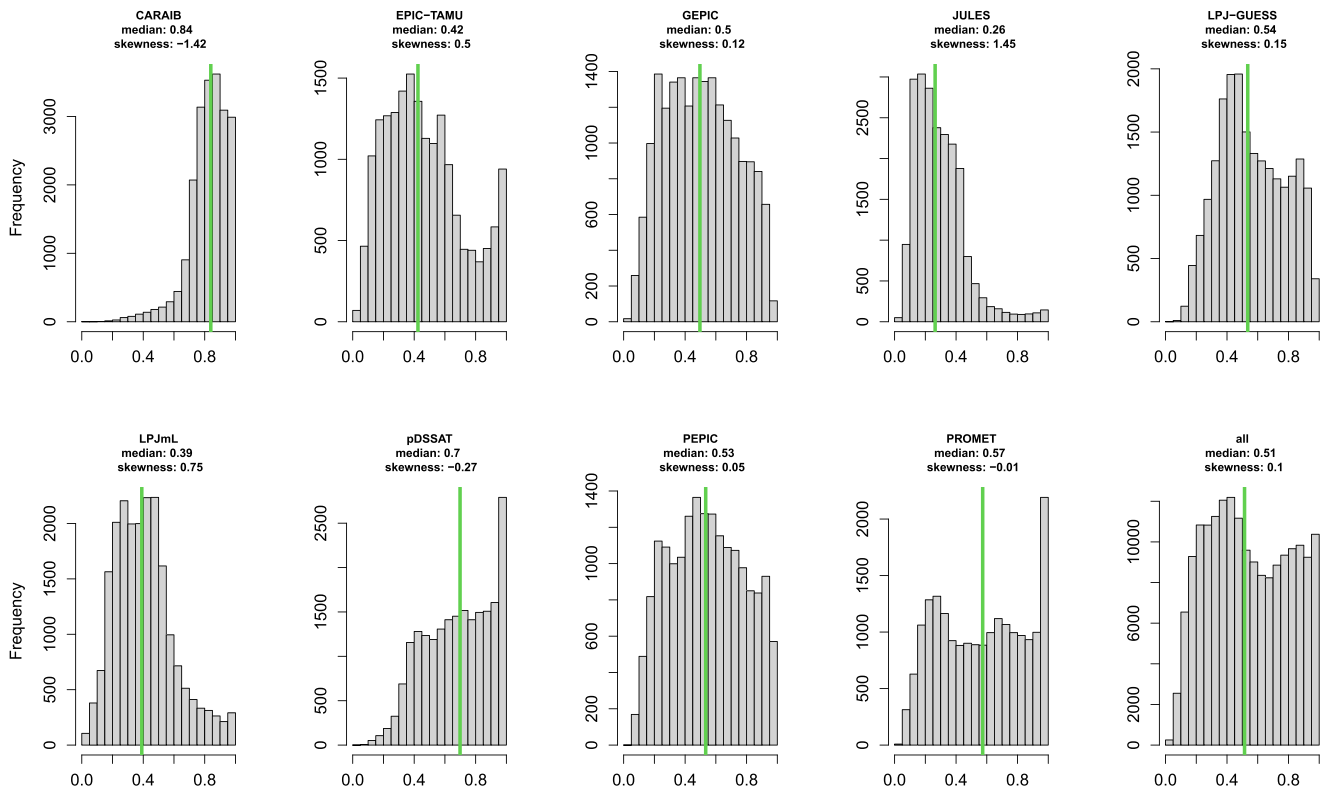 CARAIB
median: 0.84
skewness: −1.42
Frequency
0
1000
2000
3000
0.0
0.4
0.8
EPIC−TAMU
median: 0.42
skewness: 0.5
0
500
1000
1500
0.0
0.4
0.8
GEPIC
median: 0.5
skewness: 0.12
0
200
600
1000
1400
0.0
0.4
0.8
JULES
median: 0.26
skewness: 1.45
0
500
1500
2500
0.0
0.4
0.8
LPJ−GUESS
median: 0.54
skewness: 0.15
0
500
1000
1500
2000
0.0
0.4
0.8
LPJmL
median: 0.39
skewness: 0.75
Frequency
0
500
1000
1500
2000
0.0
0.4
0.8
pDSSAT
median: 0.7
skewness: −0.27
0
500
1500
2500
0.0
0.4
0.8
PEPIC
median: 0.53
skewness: 0.05
0
200
600
1000
1400
0.0
0.4
0.8
PROMET
median: 0.57
skewness: −0.01
0
500
1000
1500
2000
0.0
0.4
0.8
all
median: 0.51
skewness: 0.1
0
2000
6000
10000
0.0
0.4
0.8